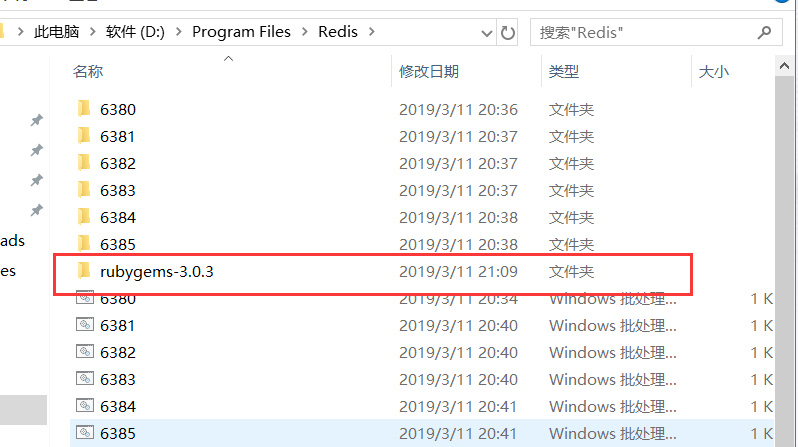 此电脑 > 软件 (D:) > Program Files > Redis >
搜索"Redis"
名称 修改日期 类型 大小
6380 2019/3/11 20:36 文件夹
6381 2019/3/11 20:37 文件夹
6382 2019/3/11 20:37 文件夹
6383 2019/3/11 20:37 文件夹
6384 2019/3/11 20:38 文件夹
6385 2019/3/11 20:38 文件夹
rubygems-3.0.3 2019/3/11 21:09 文件夹
6380 2019/3/11 20:34 Windows 批处理... 1 K
6381 2019/3/11 20:40 Windows 批处理... 1 K
6382 2019/3/11 20:40 Windows 批处理... 1 K
6383 2019/3/11 20:40 Windows 批处理... 1 K
6384 2019/3/11 20:41 Windows 批处理... 1 K
6385 2019/3/11 20:41 Windows 批处理... 1 K
ads
es